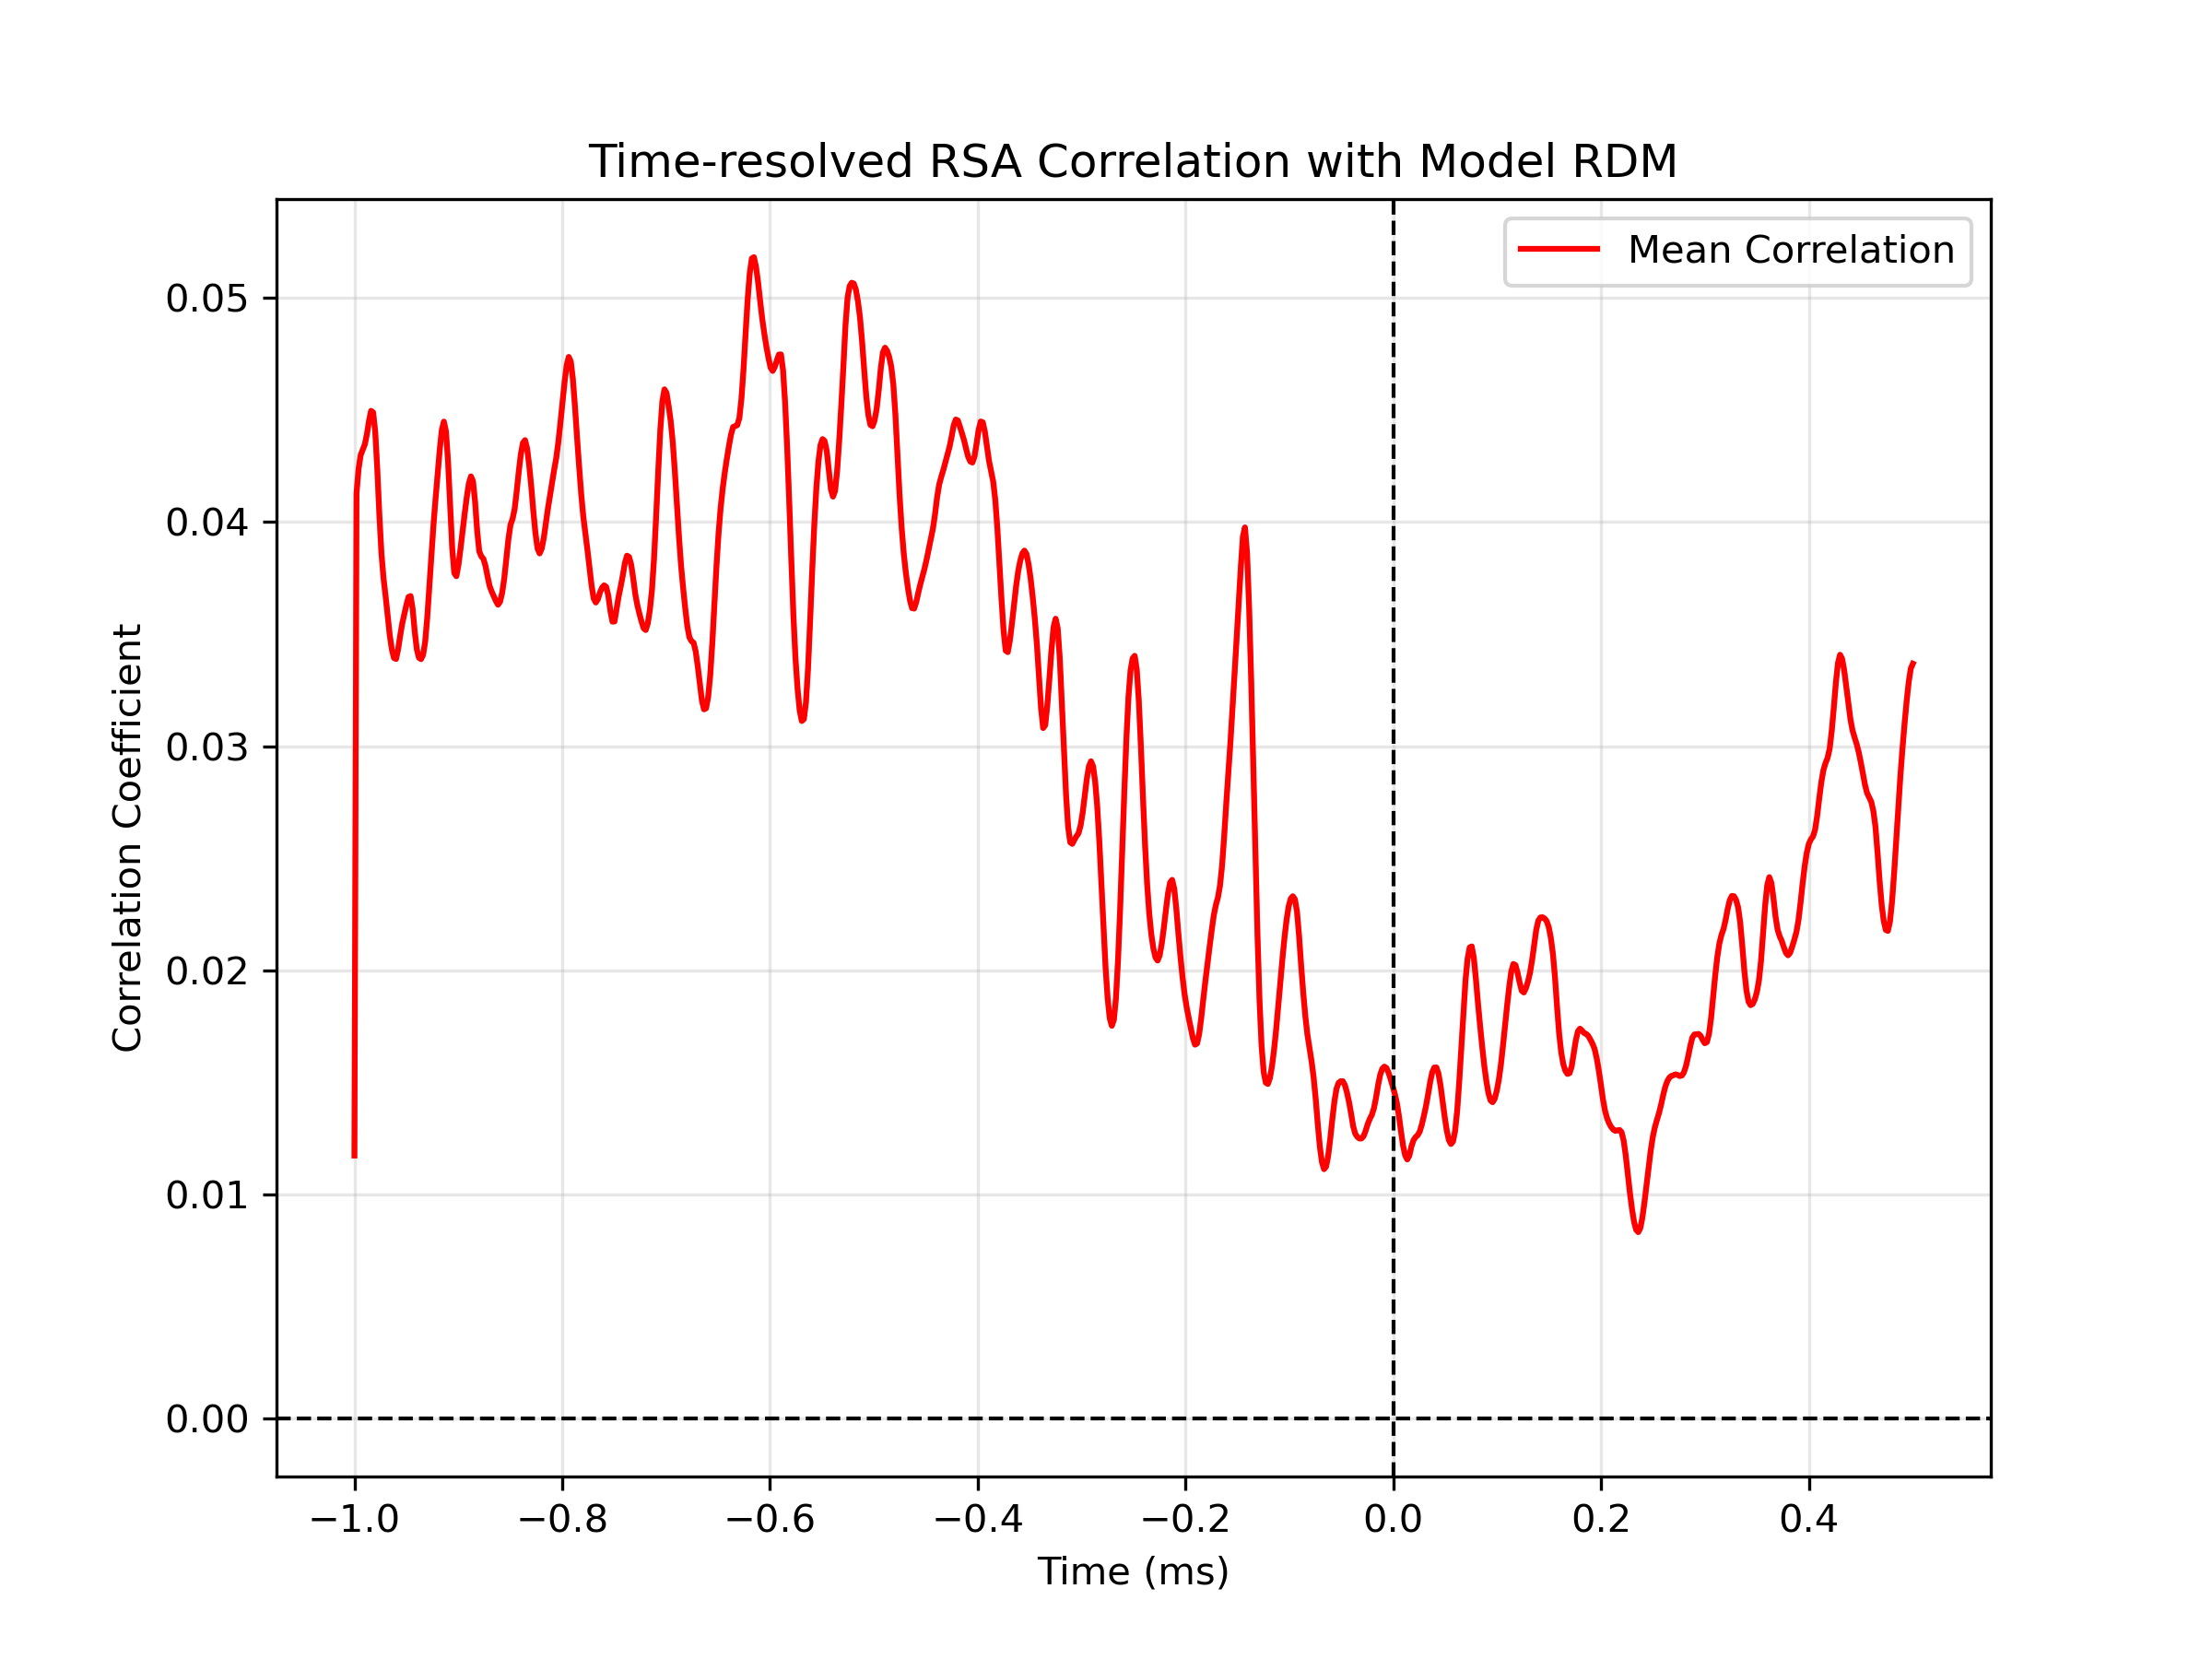 Time-resolved RSA Correlation with Model RDM
Mean Correlation
Correlation Coefficient
0.05
0.04
0.03
0.02
0.01
0.00
−1.0 −0.8 −0.6 −0.4 −0.2 0.0 0.2 0.4
Time (ms)